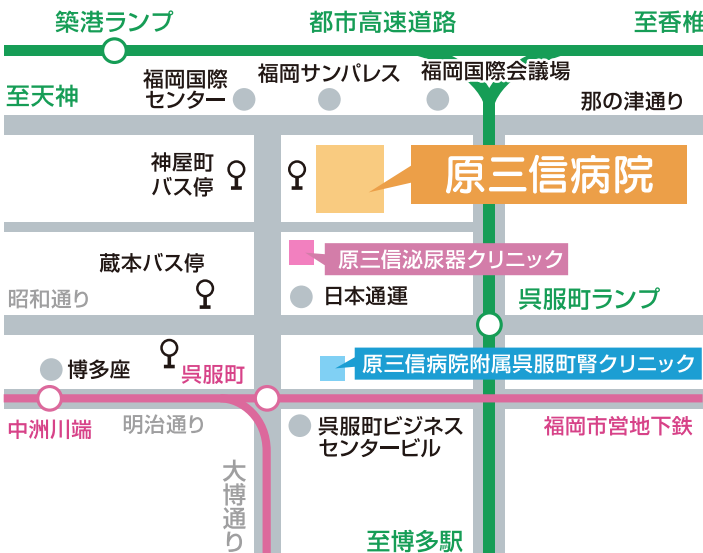 築港ランプ
都市高速道路
至香椎
福岡国際
センター
福岡サンパレス
福岡国際会議場
至天神
那の津通り
神屋町
バス停
原三信病院
原三信泌尿器クリニック
蔵本バス停
昭和通り
日本通運
呉服町ランプ
博多座
呉服町
原三信病院附属呉服町腎クリニック
中洲川端
明治通り
呉服町ビジネス
センタービル
福岡市営地下鉄
大博通り
至博多駅